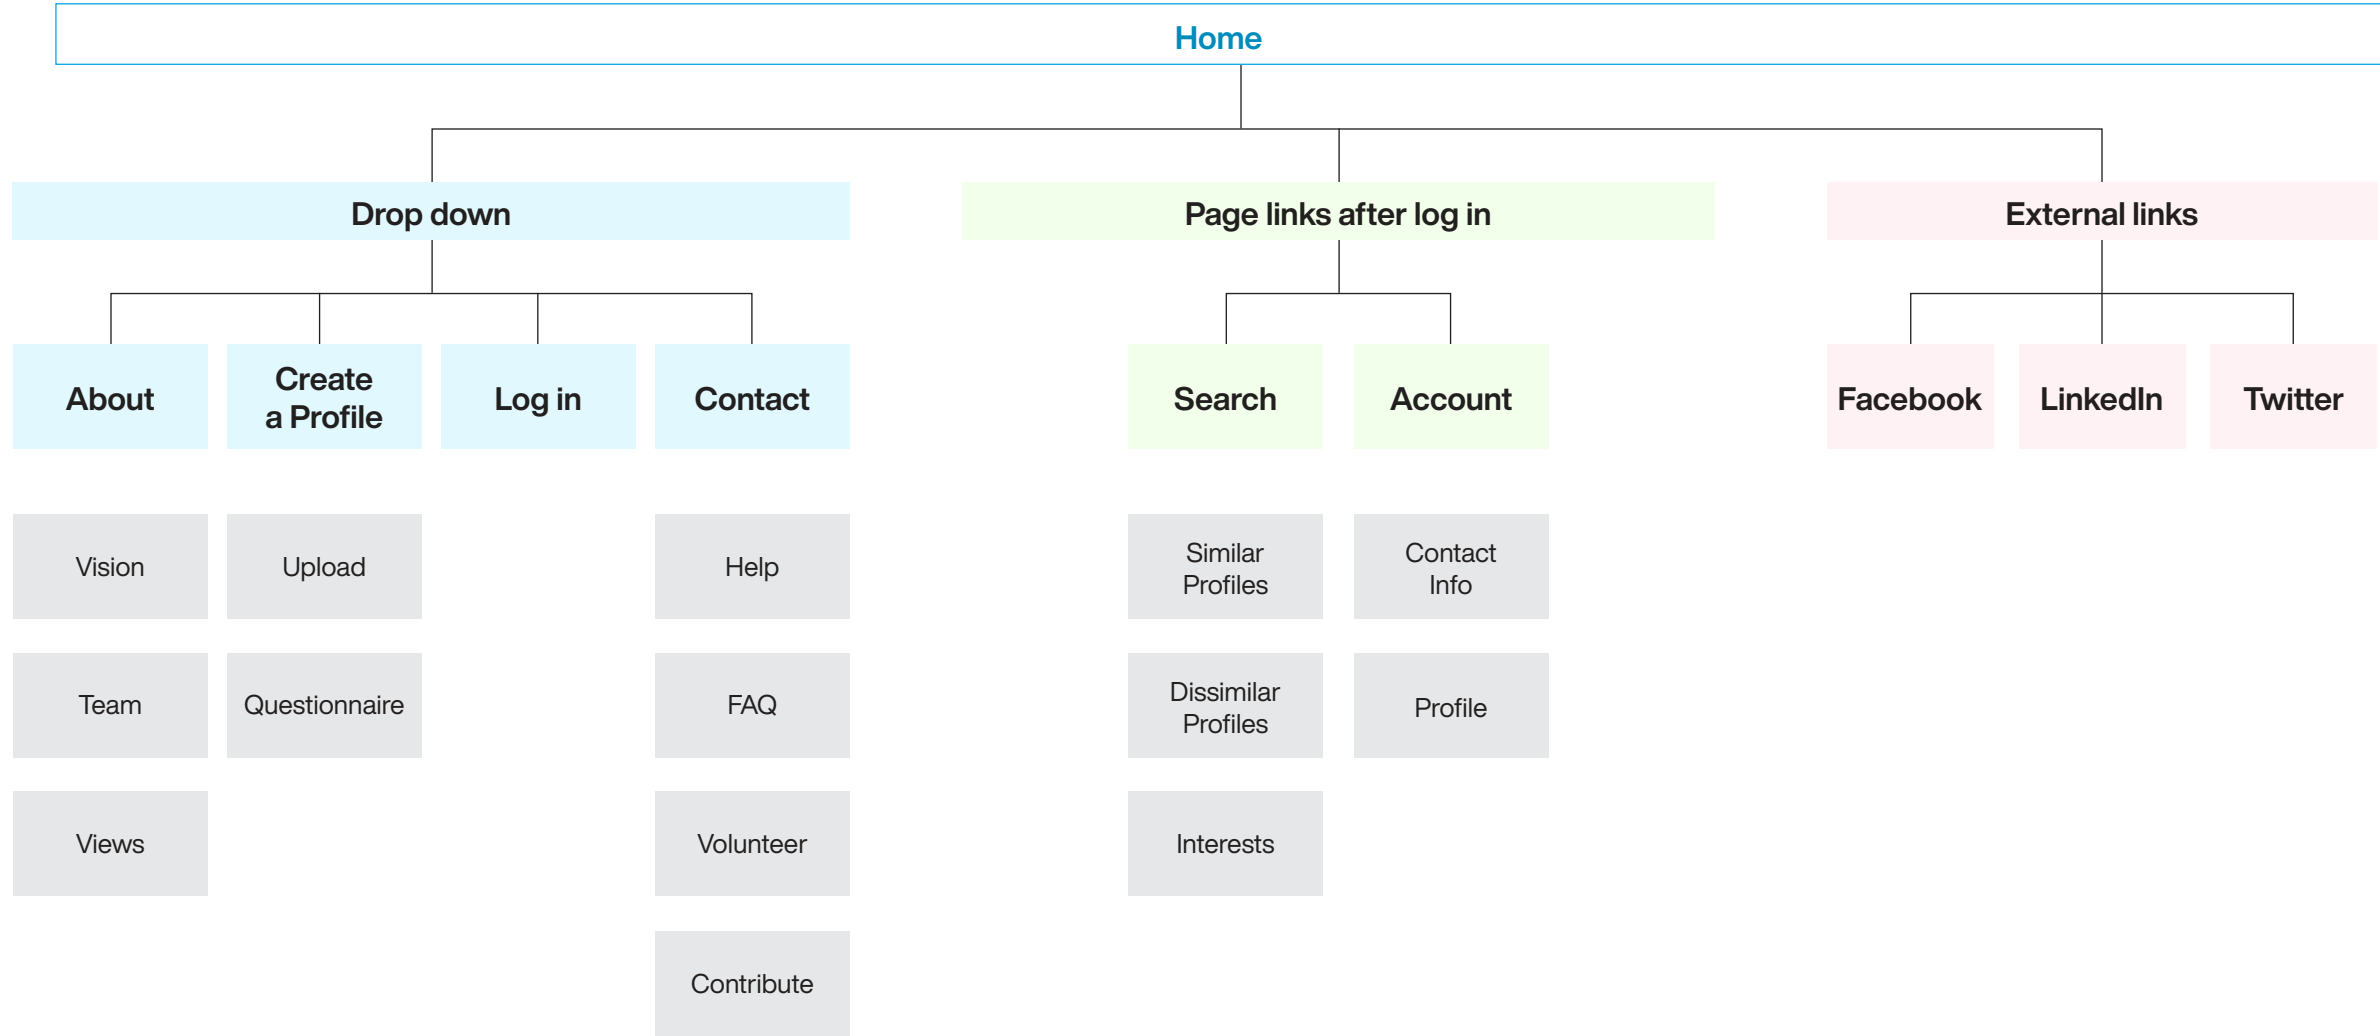 Home
Drop down
Page links after log in
External links
About
Create
a Profile
Log in
Contact
Search
Account
Facebook
LinkedIn
Twitter
Vision
Upload
Help
Similar
Profiles
Contact
Info
Team
Questionnaire
FAQ
Dissimilar
Profiles
Profile
Views
Volunteer
Interests
Contribute